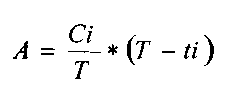 A = Ci/T * (T - ti)